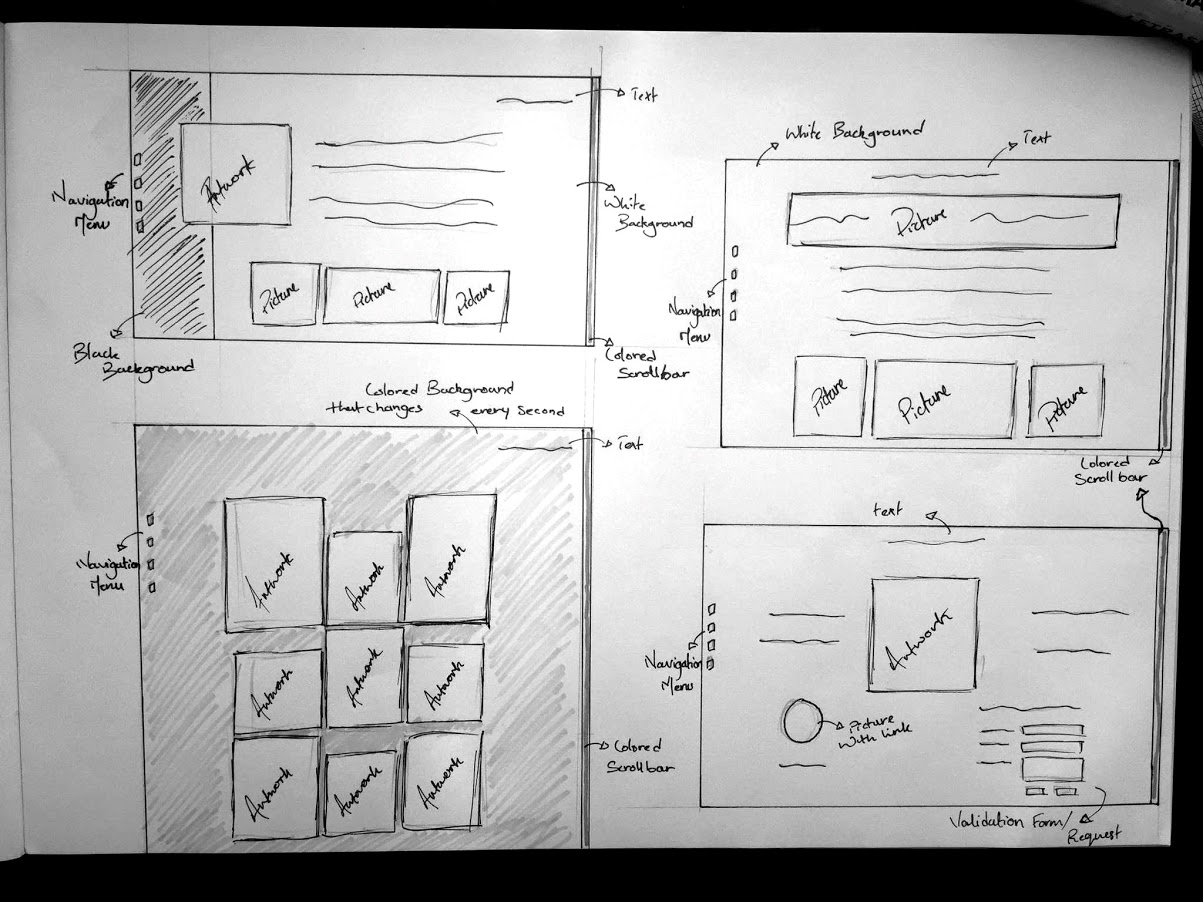 Text
Artwork
Navigation
Menu
White
Background
Picture
Picture
Picture
Black
Background
Colored
Scrollbar
White Background
Text
Picture
Navigation
Menu
Picture
Picture
Picture
Colored
Scrollbar
Colored Background
that changes every second
Text
Navigation
Menu
Artwork
Artwork
Artwork
Artwork
Artwork
Artwork
Artwork
Artwork
Artwork
Colored
Scrollbar
text
Artwork
Navigation
Menu
Picture
With link
Validation Form/
Request